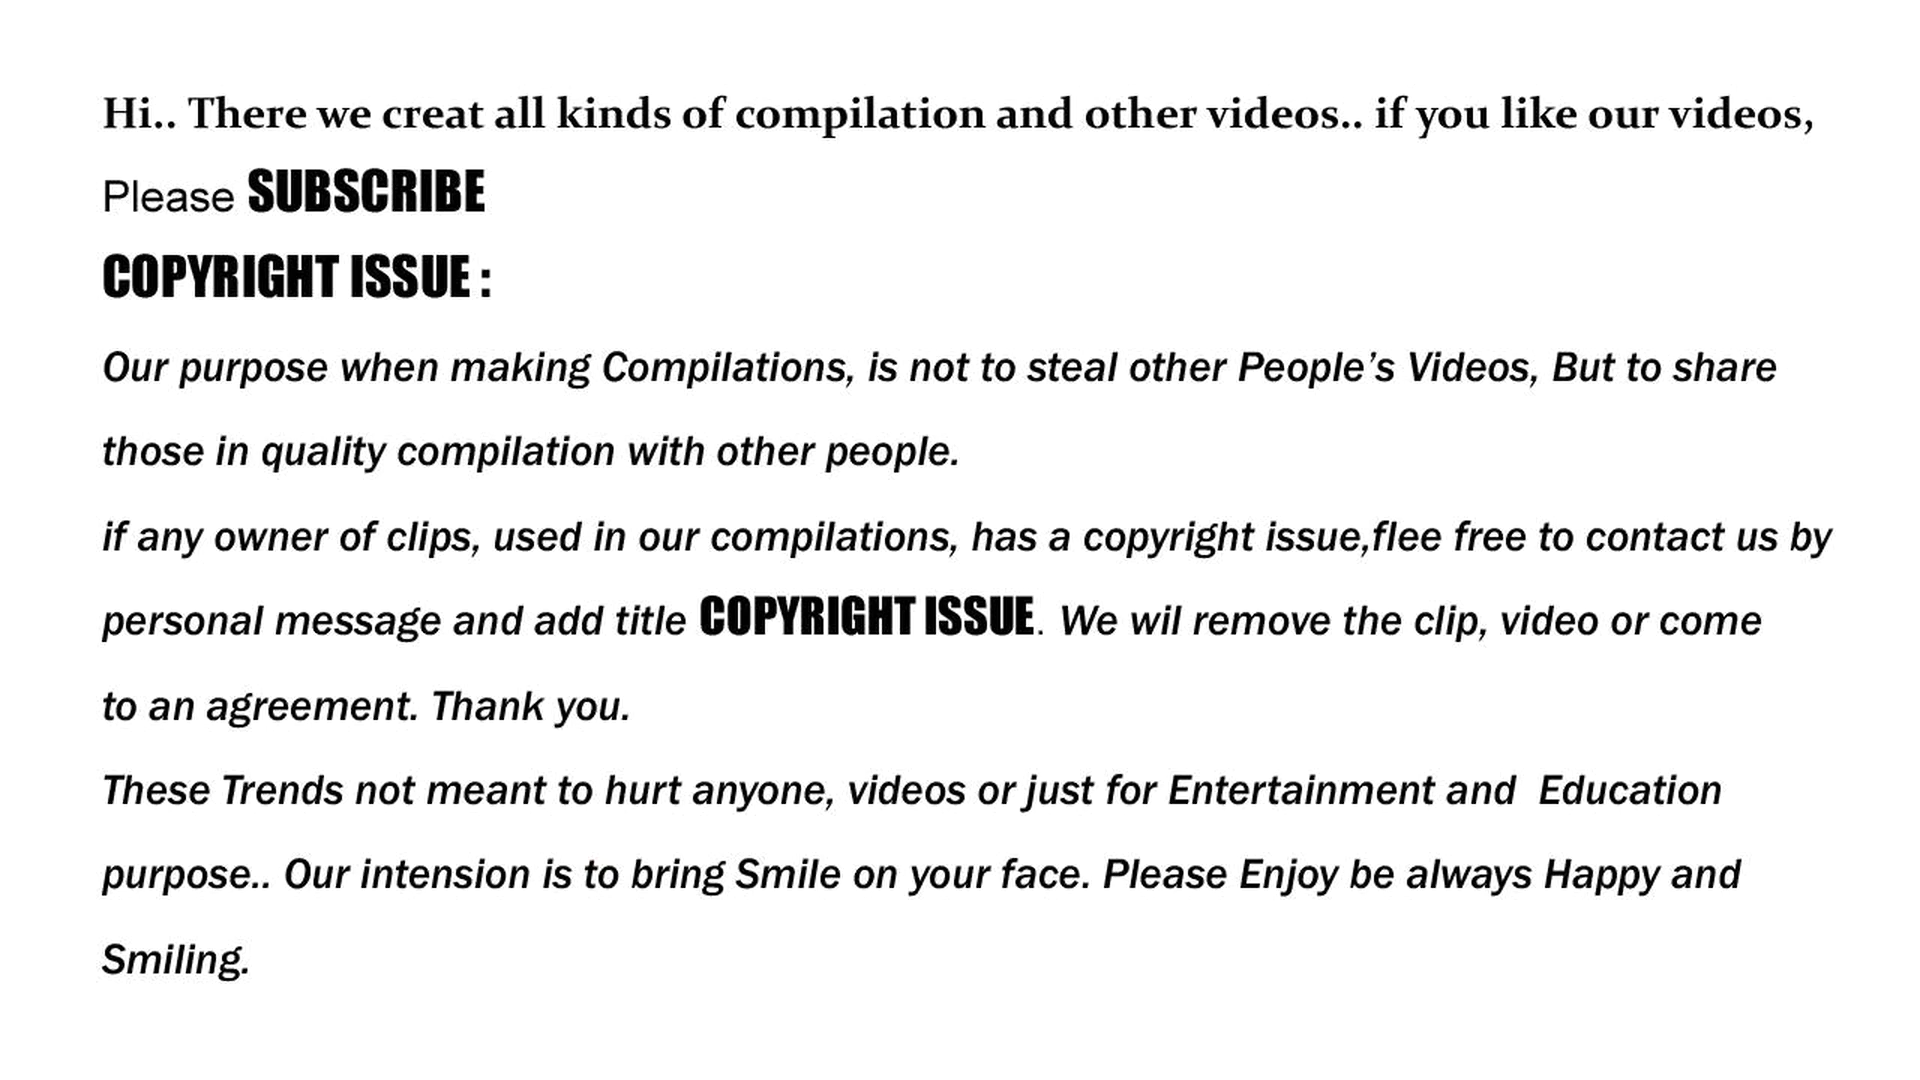 Hi.. There we creat all kinds of compilation and other videos.. if you like our videos,
Please SUBSCRIBE
COPYRIGHT ISSUE :
Our purpose when making Compilations, is not to steal other People’s Videos, But to share
those in quality compilation with other people.
if any owner of clips, used in our compilations, has a copyright issue,flee free to contact us by
personal message and add title COPYRIGHT ISSUE. We wil remove the clip, video or come
to an agreement. Thank you.
These Trends not meant to hurt anyone, videos or just for Entertainment and  Education
purpose.. Our intension is to bring Smile on your face. Please Enjoy be always Happy and
Smiling.